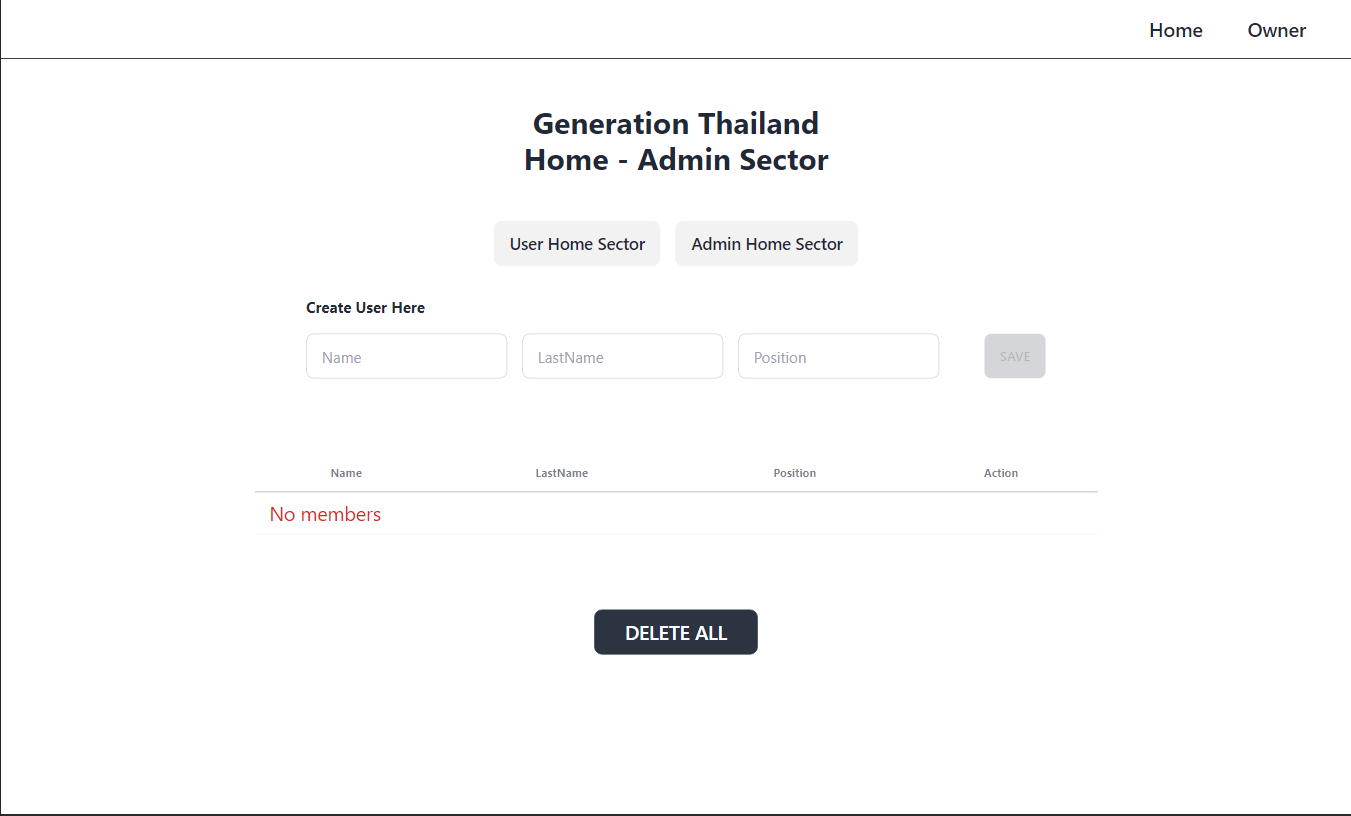 Home Owner
Generation Thailand
Home - Admin Sector
User Home Sector Admin Home Sector
Create User Here
Name LastName Position SAVE
Name LastName Position Action
No members
DELETE ALL